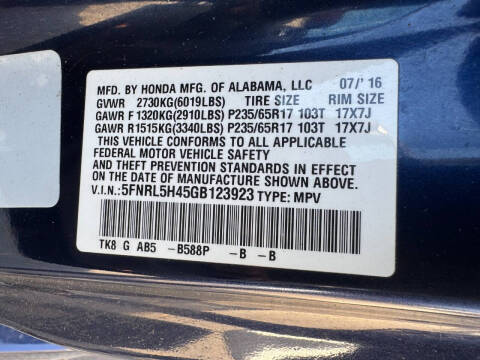 MFD. BY HONDA MFG. OF ALABAMA, LLC 07/'16
GVWR 2730KG(6019LBS) TIRE SIZE RIM SIZE
GAWR F 1320KG(2910LBS) P235/65R17 103T 17X7J
GAWR R1515KG(3340LBS) P235/65R17 103T 17X7J
THIS VEHICLE CONFORMS TO ALL APPLICABLE
FEDERAL MOTOR VEHICLE SAFETY
AND THEFT PREVENTION STANDARDS IN EFFECT
ON THE DATE OF MANUFACTURE SHOWN ABOVE.
V.I.N.: 5FNRL5H45GB123923 TYPE: MPV
TK8 G AB5 -B588P -B -B